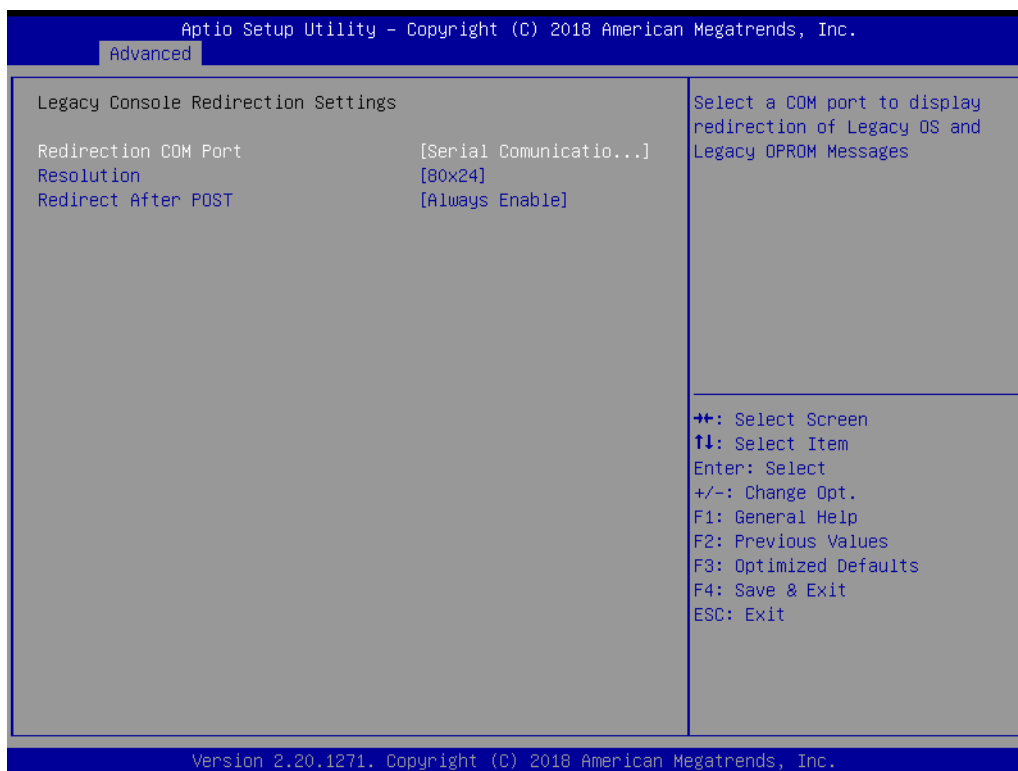 Aptio Setup Utility – Copyright (C) 2018 American Megatrends, Inc.
Advanced
Legacy Console Redirection Settings
Redirection COM Port [Serial Comunicatio...]
Resolution [80x24]
Redirect After POST [Always Enable]
Select a COM port to display
redirection of Legacy OS and
Legacy OPROM Messages
→←: Select Screen
↑↓: Select Item
Enter: Select
+/-: Change Opt.
F1: General Help
F2: Previous Values
F3: Optimized Defaults
F4: Save & Exit
ESC: Exit
Version 2.20.1271. Copyright (C) 2018 American Megatrends, Inc.